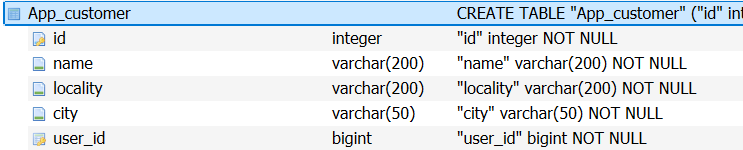 App_customer CREATE TABLE "App_customer" ("id" int
id integer "id" integer NOT NULL
name varchar(200) "name" varchar(200) NOT NULL
locality varchar(200) "locality" varchar(200) NOT NULL
city varchar(50) "city" varchar(50) NOT NULL
user_id bigint "user_id" bigint NOT NULL